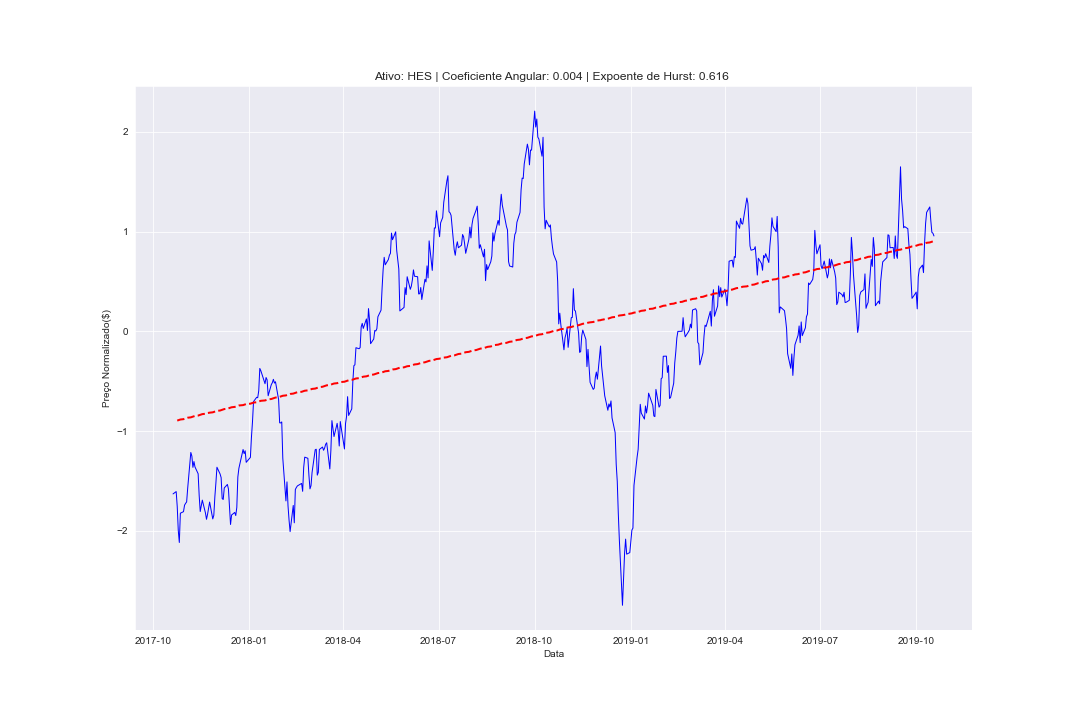 Ativo: HES | Coeficiente Angular: 0.004 | Expoente de Hurst: 0.616
Preço Normalizado($)
2
1
0
−1
−2
2017-10 2018-01 2018-04 2018-07 2018-10 2019-01 2019-04 2019-07 2019-10
Data